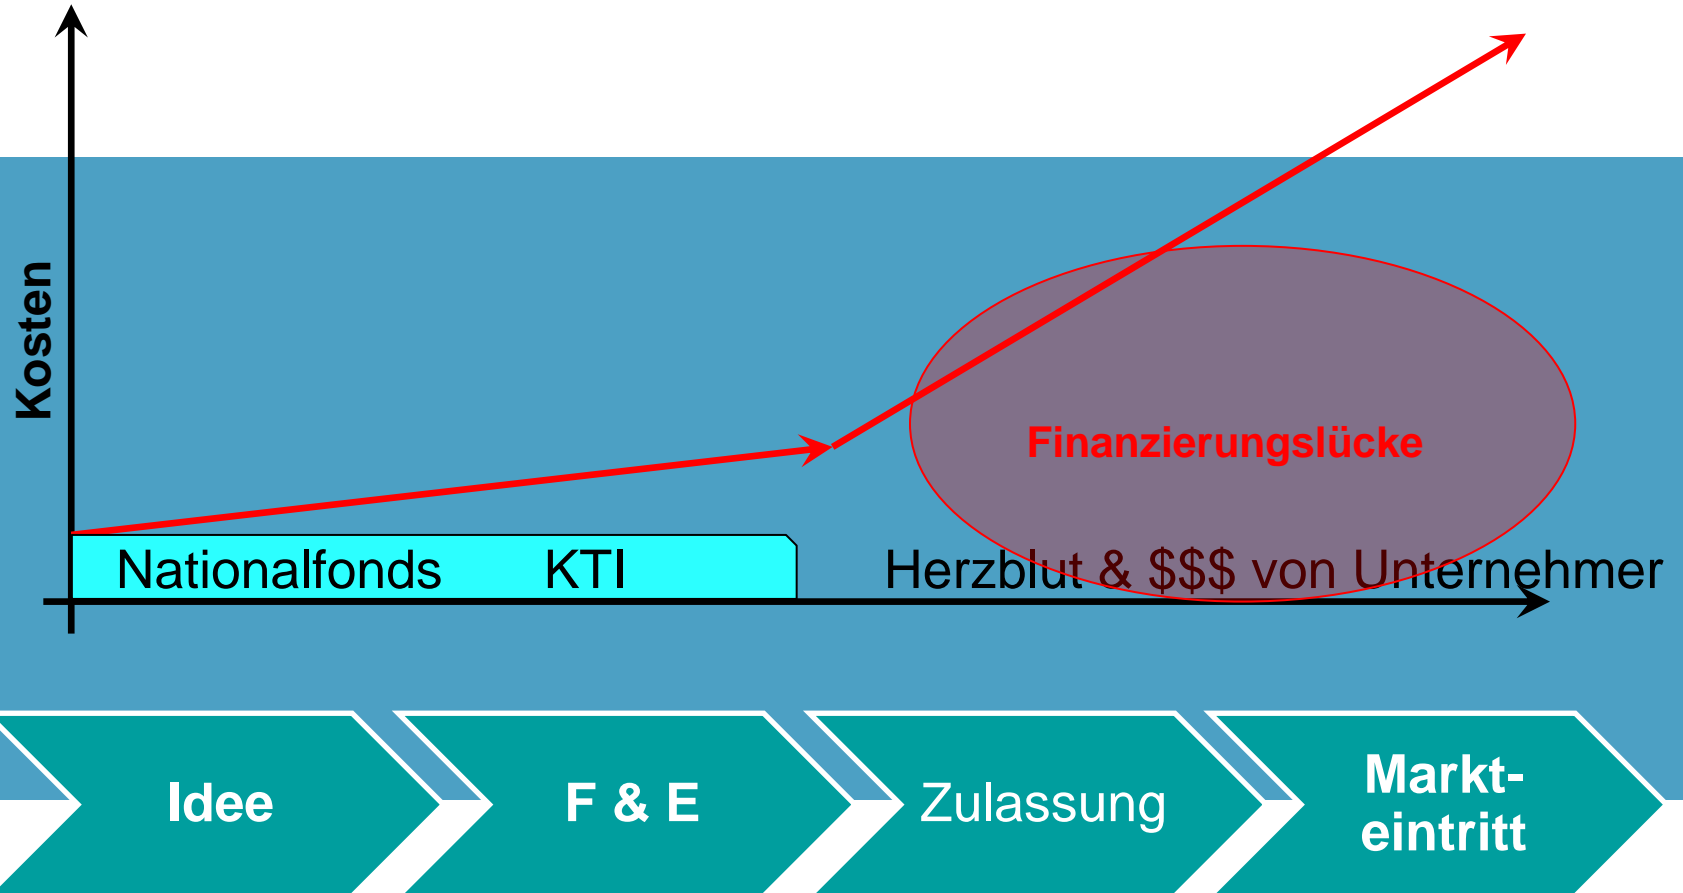 Kosten
Finanzierungslücke
Nationalfonds KTI Herzblut & $$$ von Unternehmer
Idee
F & E
Zulassung
Markt-
eintritt